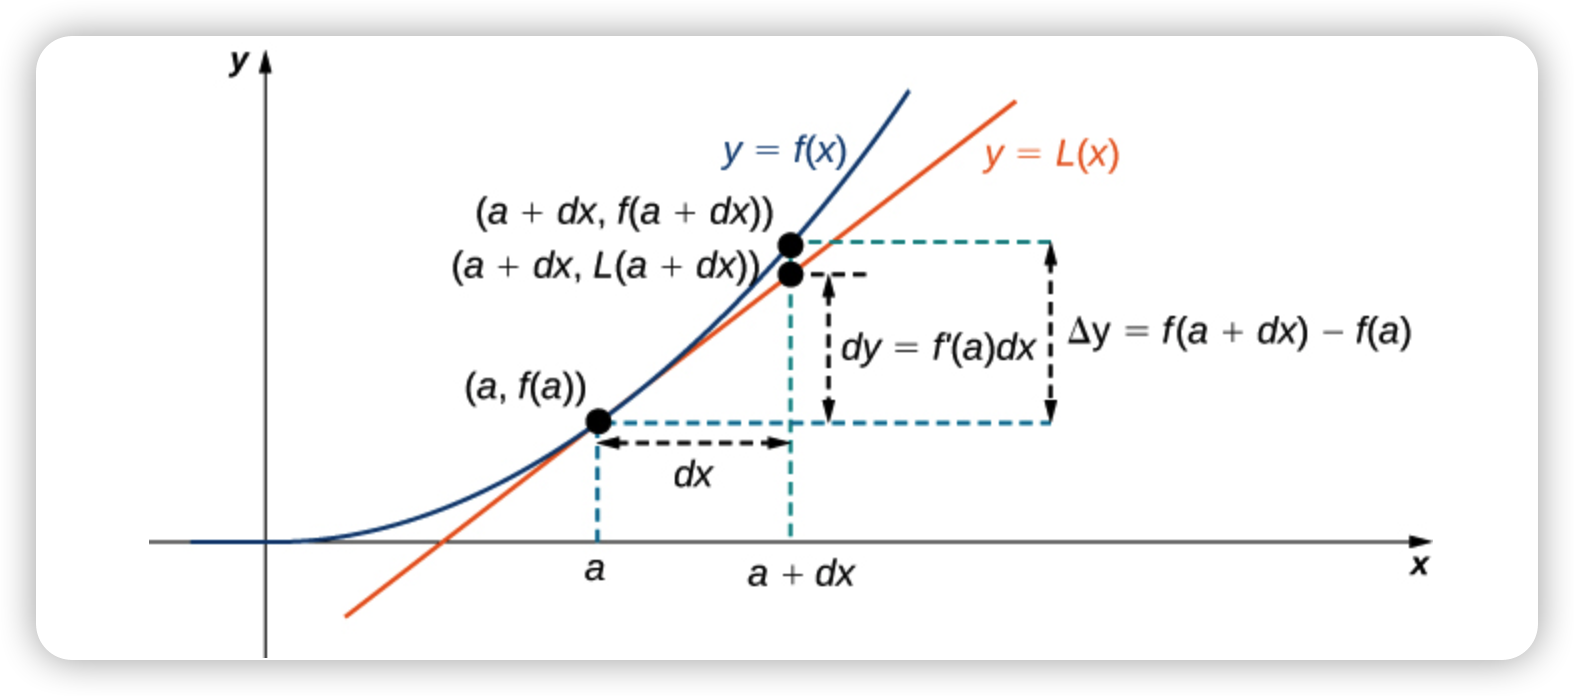 y
y = f(x)
y = L(x)
(a + dx, f(a + dx))
(a + dx, L(a + dx))
dy = f'(a)dx
Δy = f(a + dx) − f(a)
(a, f(a))
dx
a
a + dx
x